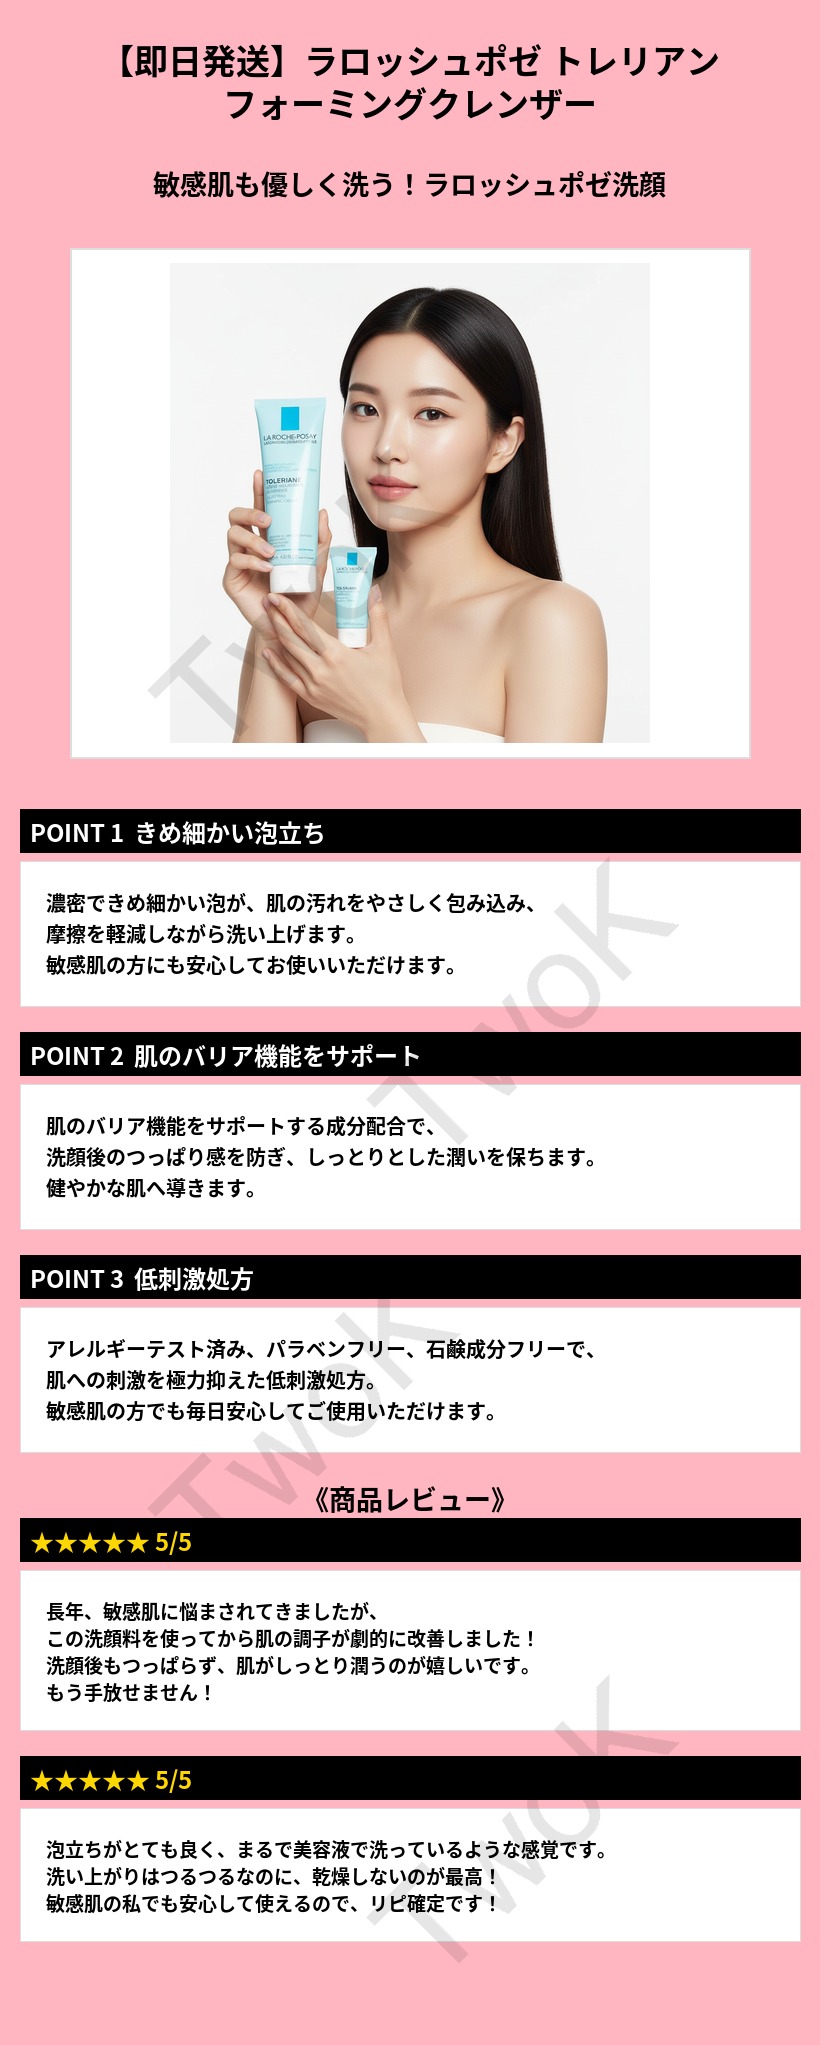 【即日発送】ラロッシュポゼ トレリアン
フォーミングクレンザー
敏感肌も優しく洗う！ラロッシュポゼ洗顔
LA ROCHE-POSAY
TOLERIANE
LA ROCHE-POSAY
POINT 1 きめ細かい泡立ち
濃密できめ細かい泡が、肌の汚れをやさしく包み込み、
摩擦を軽減しながら洗い上げます。
敏感肌の方にも安心してお使いいただけます。
POINT 2 肌のバリア機能をサポート
肌のバリア機能をサポートする成分配合で、
洗顔後のつっぱり感を防ぎ、しっとりとした潤いを保ちます。
健やかな肌へ導きます。
POINT 3 低刺激処方
アレルギーテスト済み、パラベンフリー、石鹸成分フリーで、
肌への刺激を極力抑えた低刺激処方。
敏感肌の方でも毎日安心してご使用いただけます。
《商品レビュー》
★★★★★ 5/5
長年、敏感肌に悩まされてきましたが、
この洗顔料を使ってから肌の調子が劇的に改善しました！
洗顔後もつっぱらず、肌がしっとり潤うのが嬉しいです。
もう手放せません！
★★★★★ 5/5
泡立ちがとても良く、まるで美容液で洗っているような感覚です。
洗い上がりはつるつるなのに、乾燥しないのが最高！
敏感肌の私でも安心して使えるので、リピ確定です！
TwoK
TwoK
TwoK
TwoK